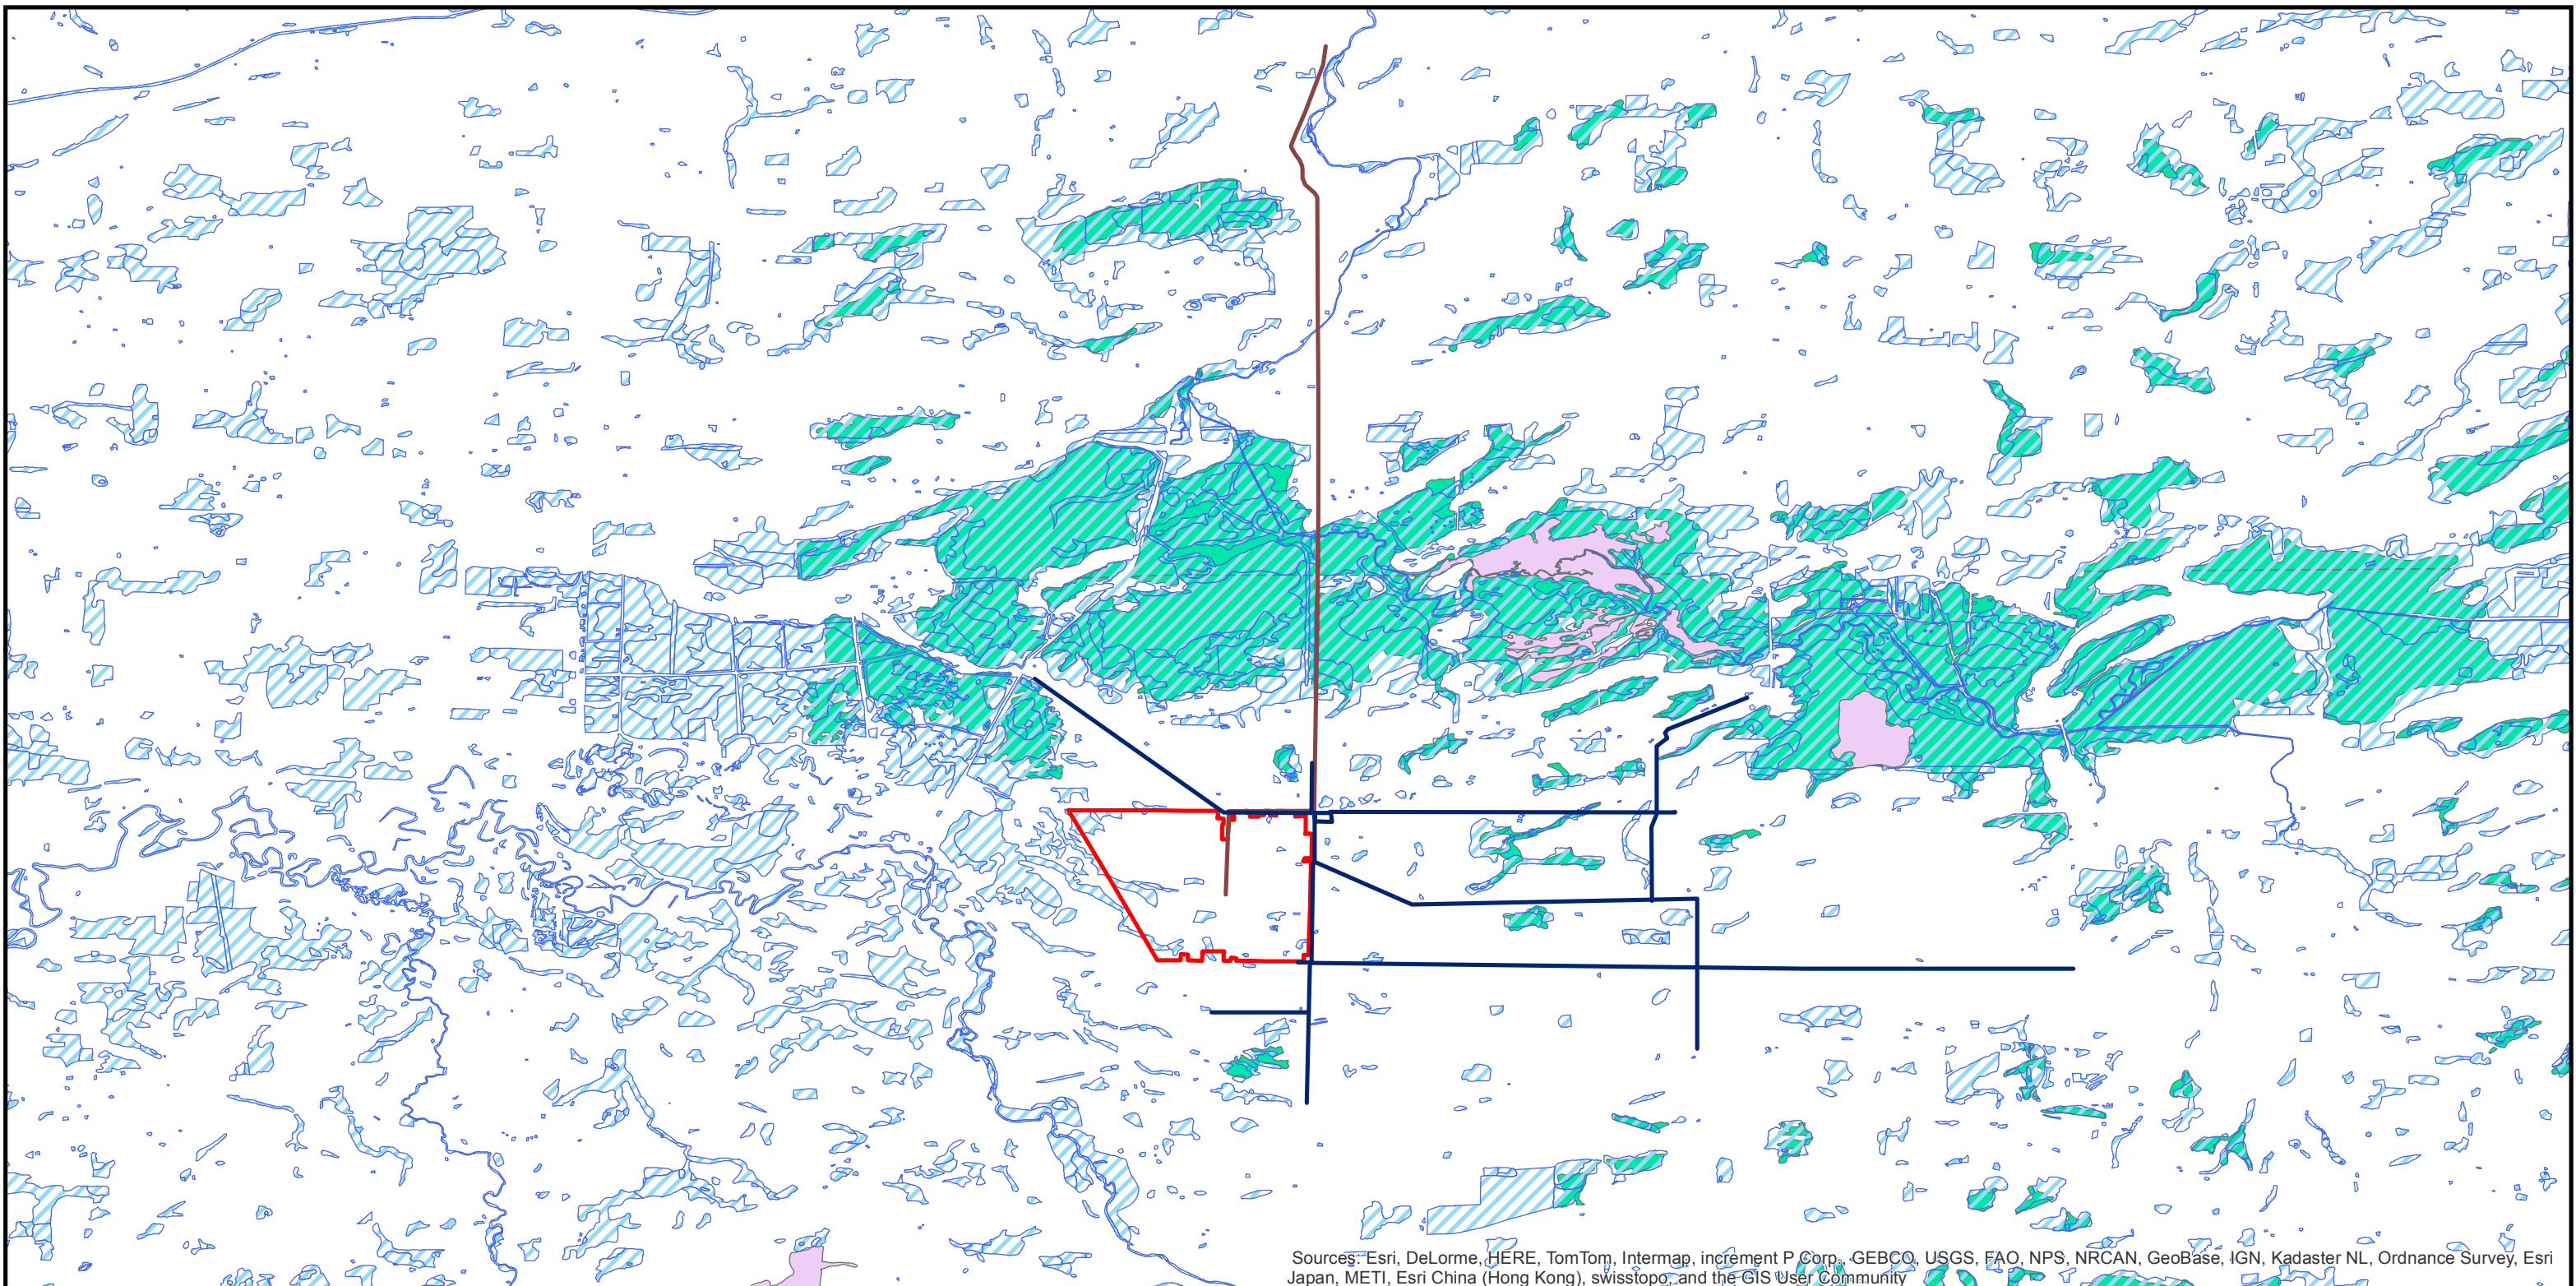 Sources: Esri, DeLorme, HERE, TomTom, Intermap, increment P Corp., GEBCO, USGS, FAO, NPS, NRCAN, GeoBase, IGN, Kadaster NL, Ordnance Survey, Esri
Japan, METI, Esri China (Hong Kong), swisstopo, and the GIS User Community